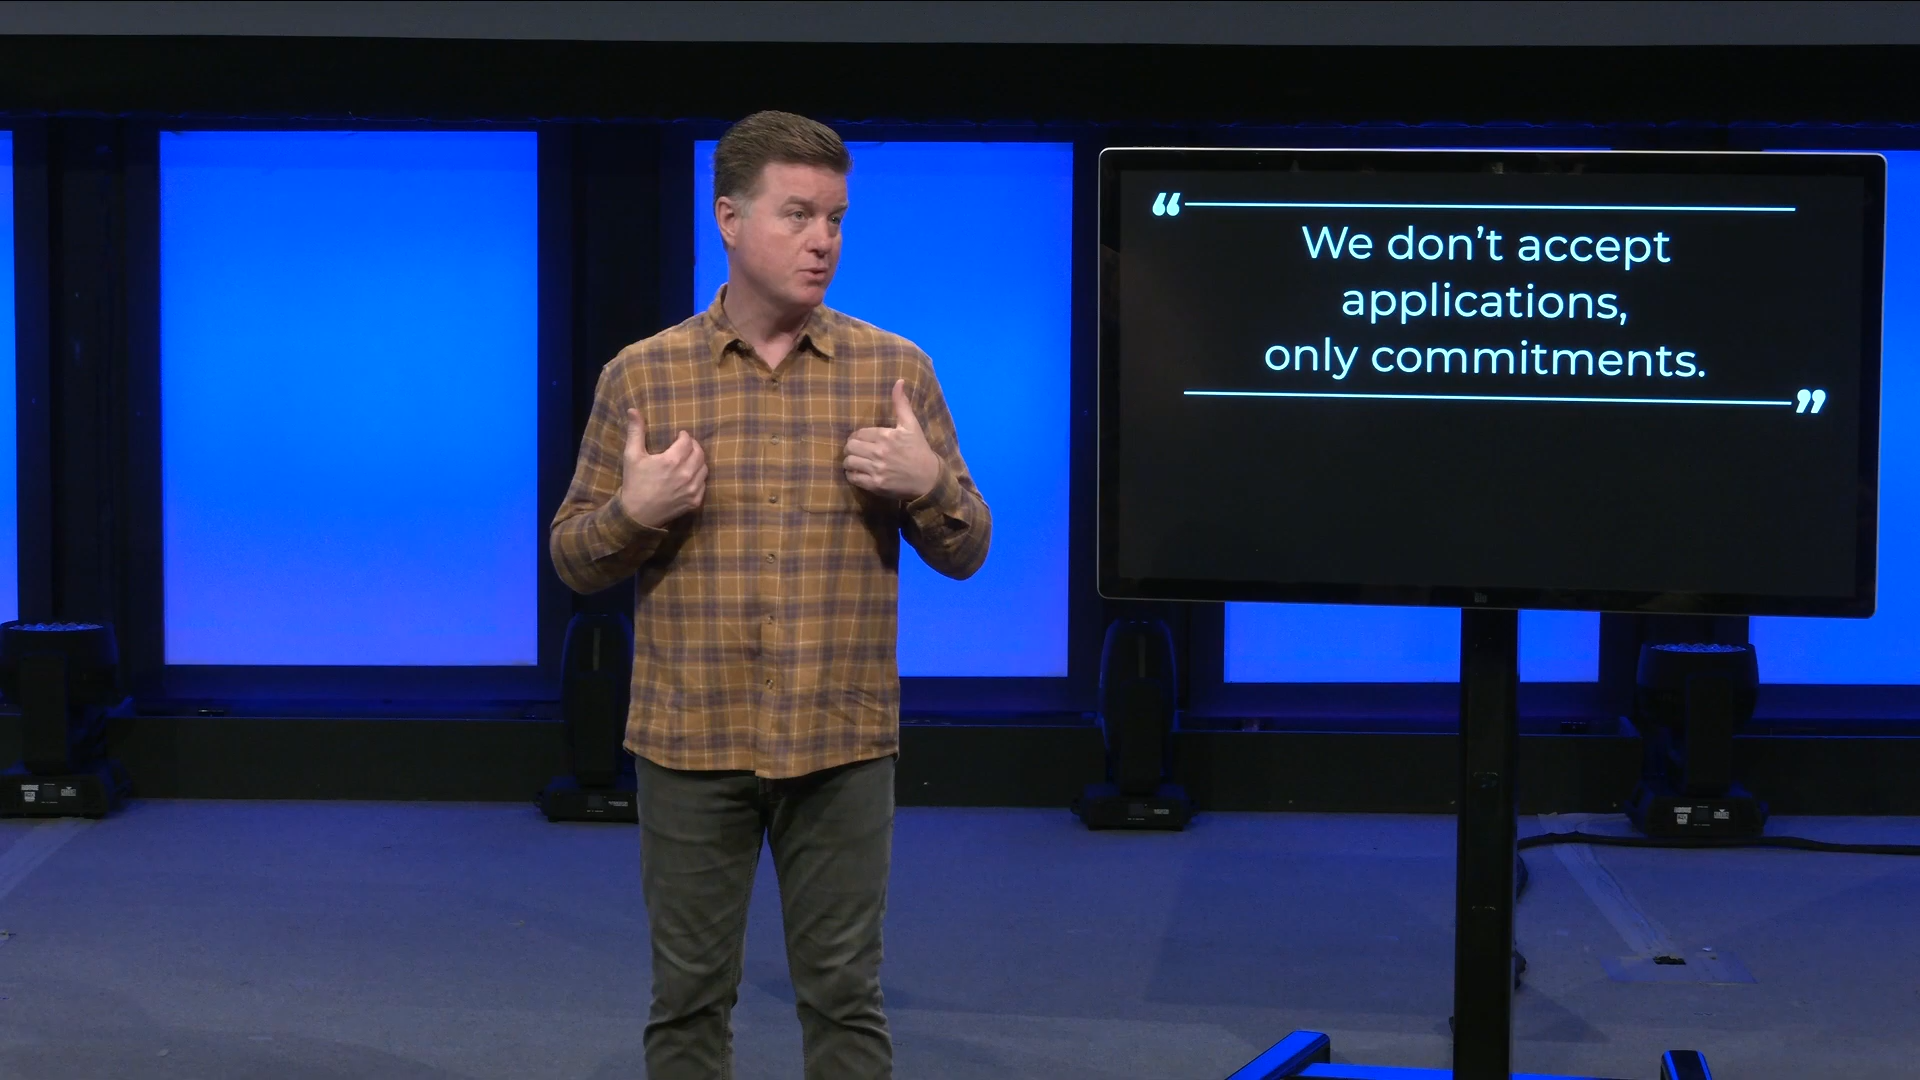 “
We don’t accept
applications,
only commitments.
”